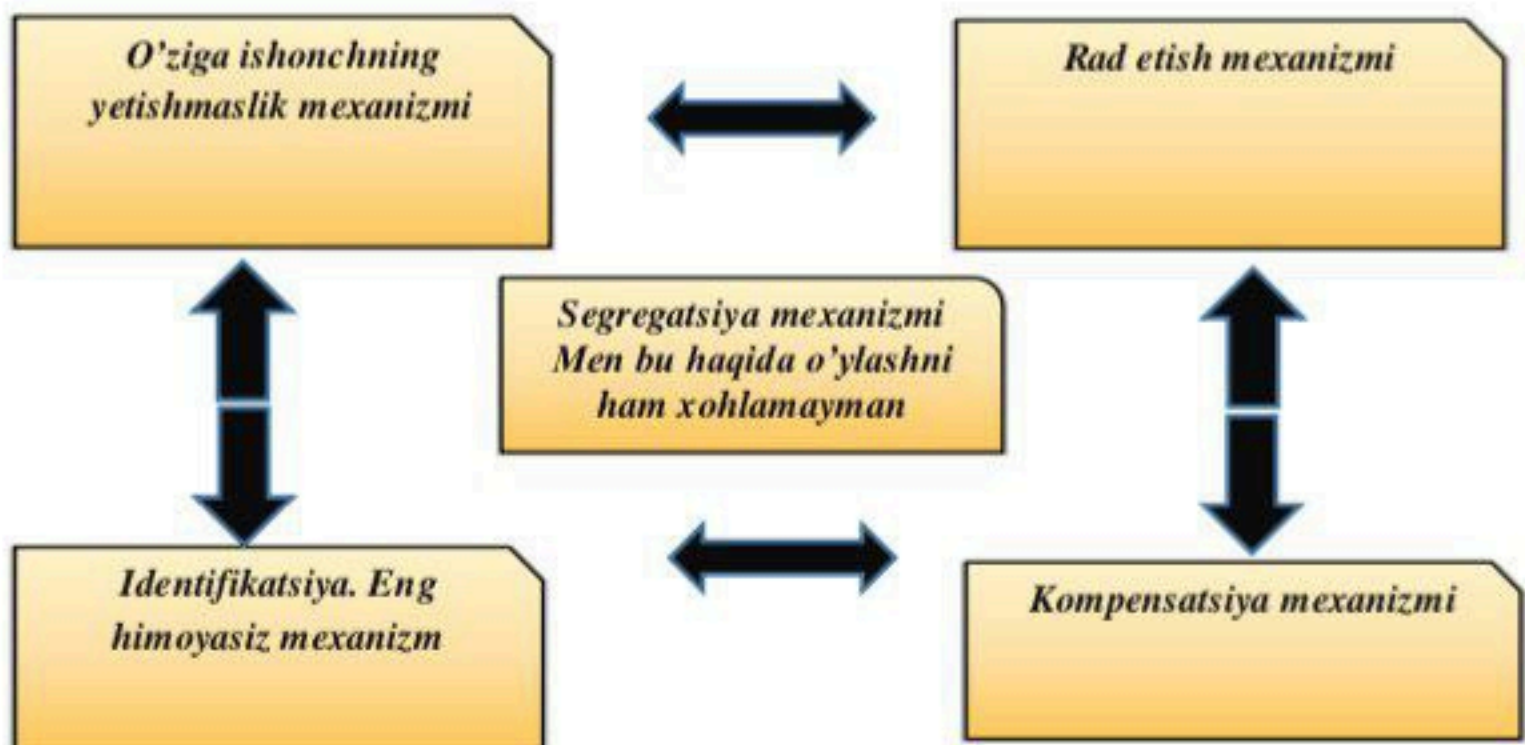 O’ziga ishonchning
yetishmaslik mexanizmi
Rad etish mexanizmi
Segregatsiya mexanizmi
Men bu haqida o’ylashni
ham xohlamayman
Identifikatsiya. Eng
himoyasiz mexanizm
Kompensatsiya mexanizmi